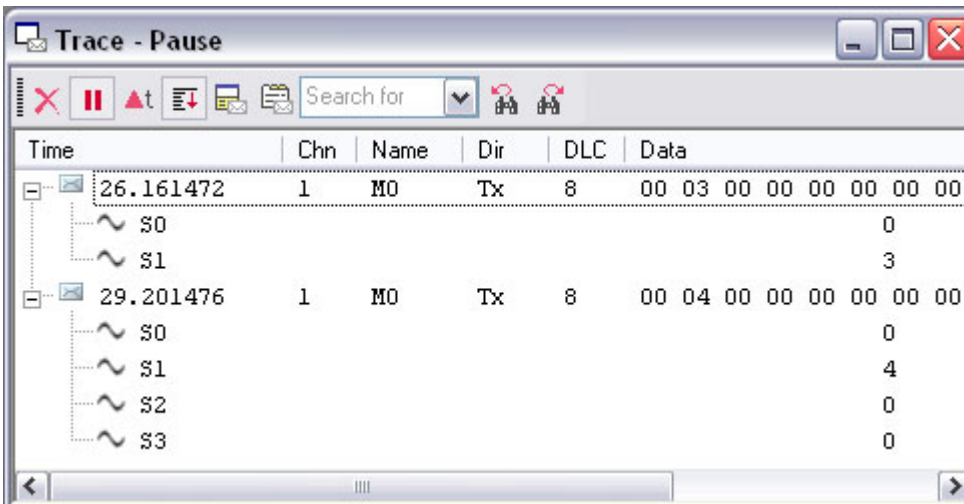 Trace - Pause
Δt Search for
Time Chn Name Dir DLC Data
26.161472 1 M0 Tx 8 00 03 00 00 00 00 00 00
S0 0
S1 3
29.201476 1 M0 Tx 8 00 04 00 00 00 00 00 00
S0 0
S1 4
S2 0
S3 0